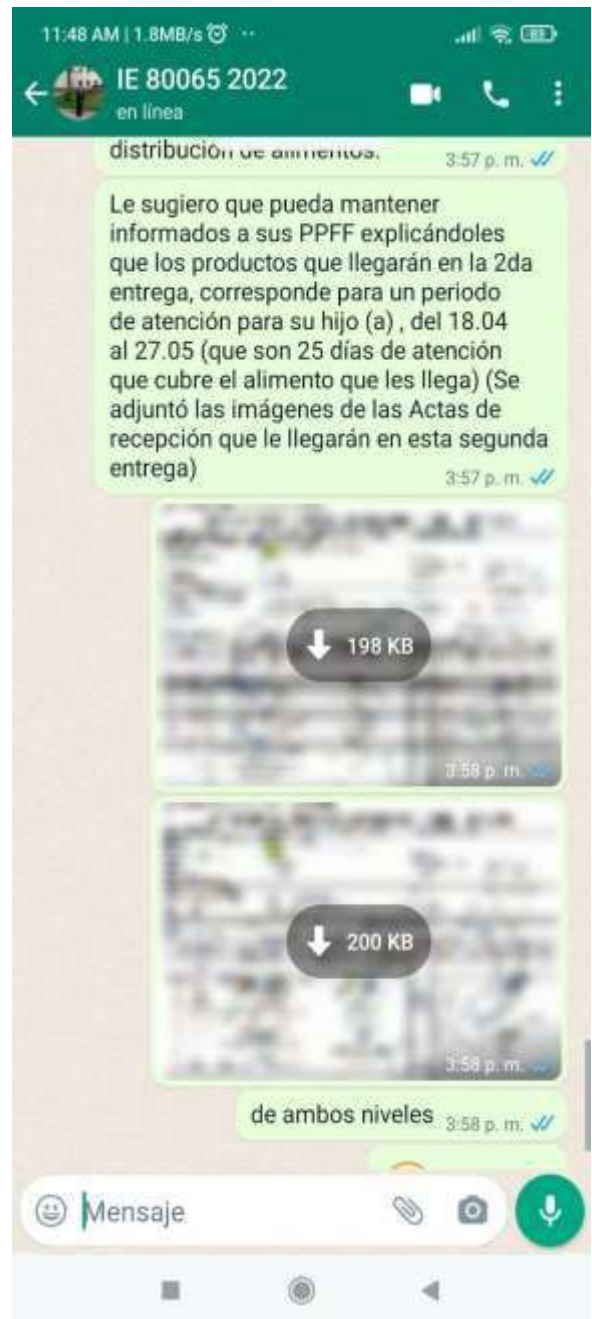 11:48 AM | 1.8MB/s
83
IE 80065 2022
en línea
distribución de alimentos.
3:57 p. m.
Le sugiero que pueda mantener
informados a sus PPFF explicándoles
que los productos que llegarán en la 2da
entrega, corresponde para un periodo
de atención para su hijo (a) , del 18.04
al 27.05 (que son 25 días de atención
que cubre el alimento que les llega) (Se
adjuntó las imágenes de las Actas de
recepción que le llegarán en esta segunda
entrega)
3:57 p. m.
198 KB
3:58 p. m.
200 KB
3:58 p. m.
de ambos niveles 3:58 p. m.
Mensaje